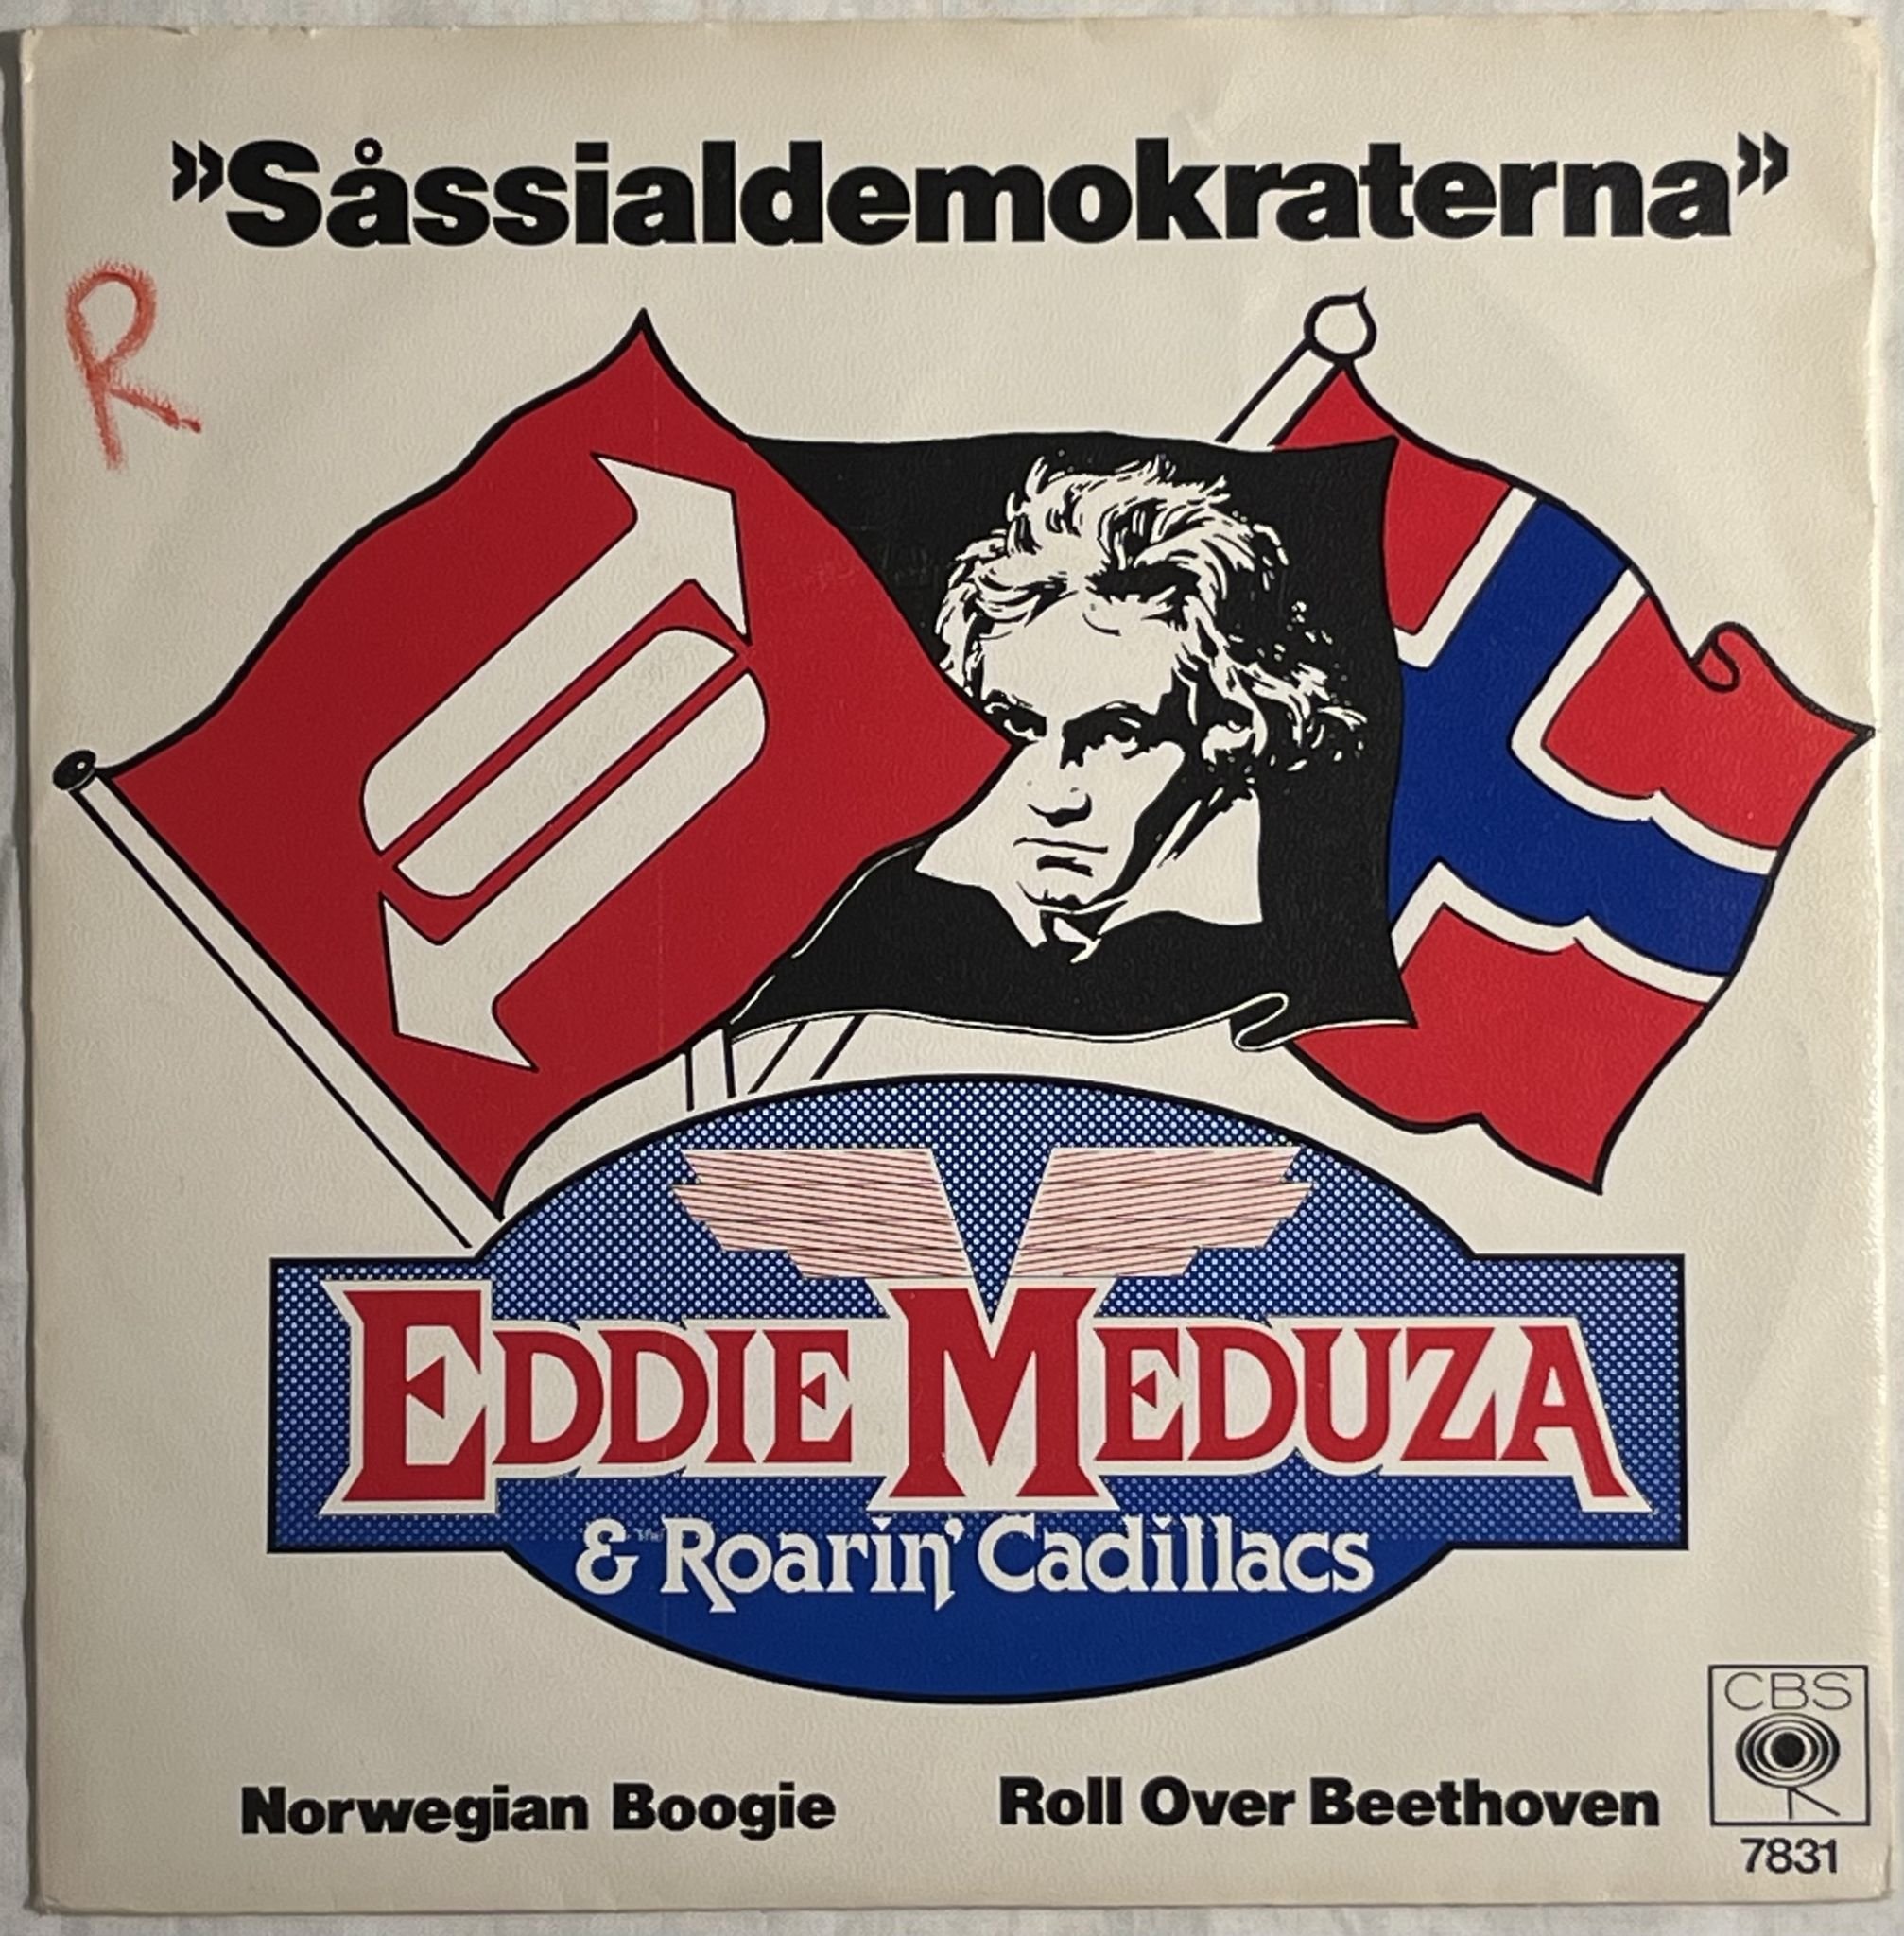 ”Såssialdemokraterna”
R
EDDIE MEDUZA
& The Roarin' Cadillacs
CBS
Norwegian Boogie
Roll Over Beethoven
7831